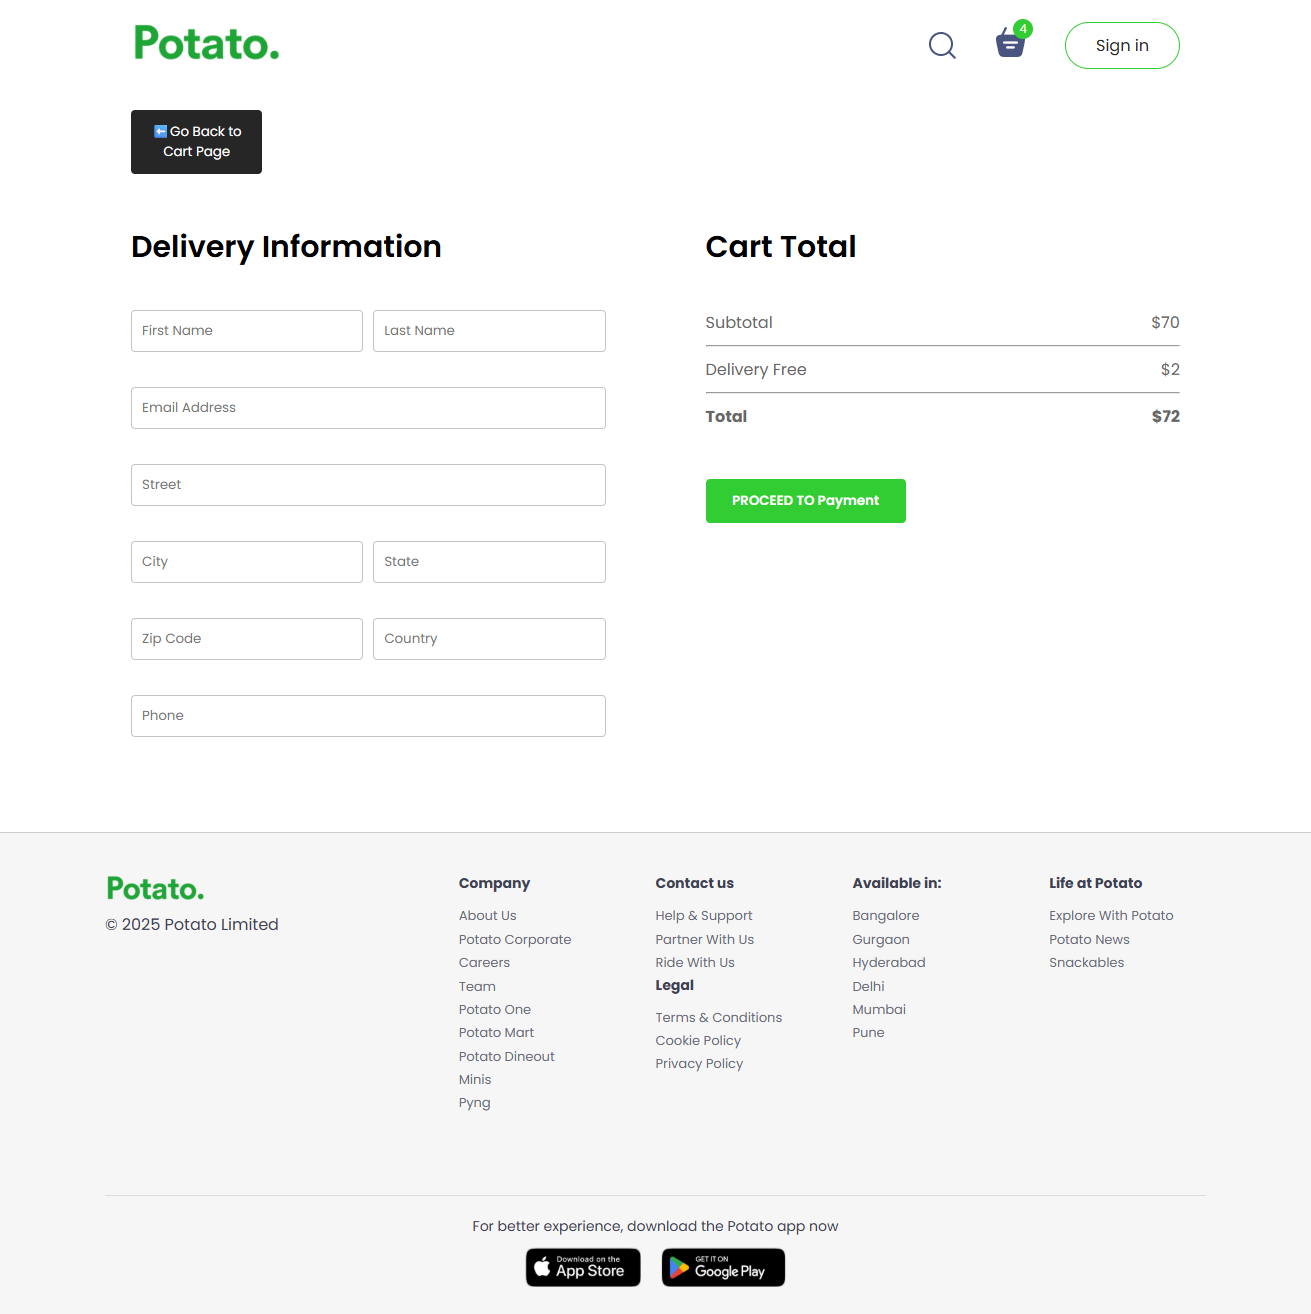 Potato.
4
Sign in
Go Back to
Cart Page
Delivery Information
First Name
Last Name
Email Address
Street
City
State
Zip Code
Country
Phone
Cart Total
Subtotal $70
Delivery Free $2
Total $72
PROCEED TO Payment
Potato.
© 2025 Potato Limited
Company
About Us
Potato Corporate
Careers
Team
Potato One
Potato Mart
Potato Dineout
Minis
Pyng
Contact us
Help & Support
Partner With Us
Ride With Us
Legal
Terms & Conditions
Cookie Policy
Privacy Policy
Available in:
Bangalore
Gurgaon
Hyderabad
Delhi
Mumbai
Pune
Life at Potato
Explore With Potato
Potato News
Snackables
For better experience, download the Potato app now
Download on the
App Store
GET IT ON
Google Play